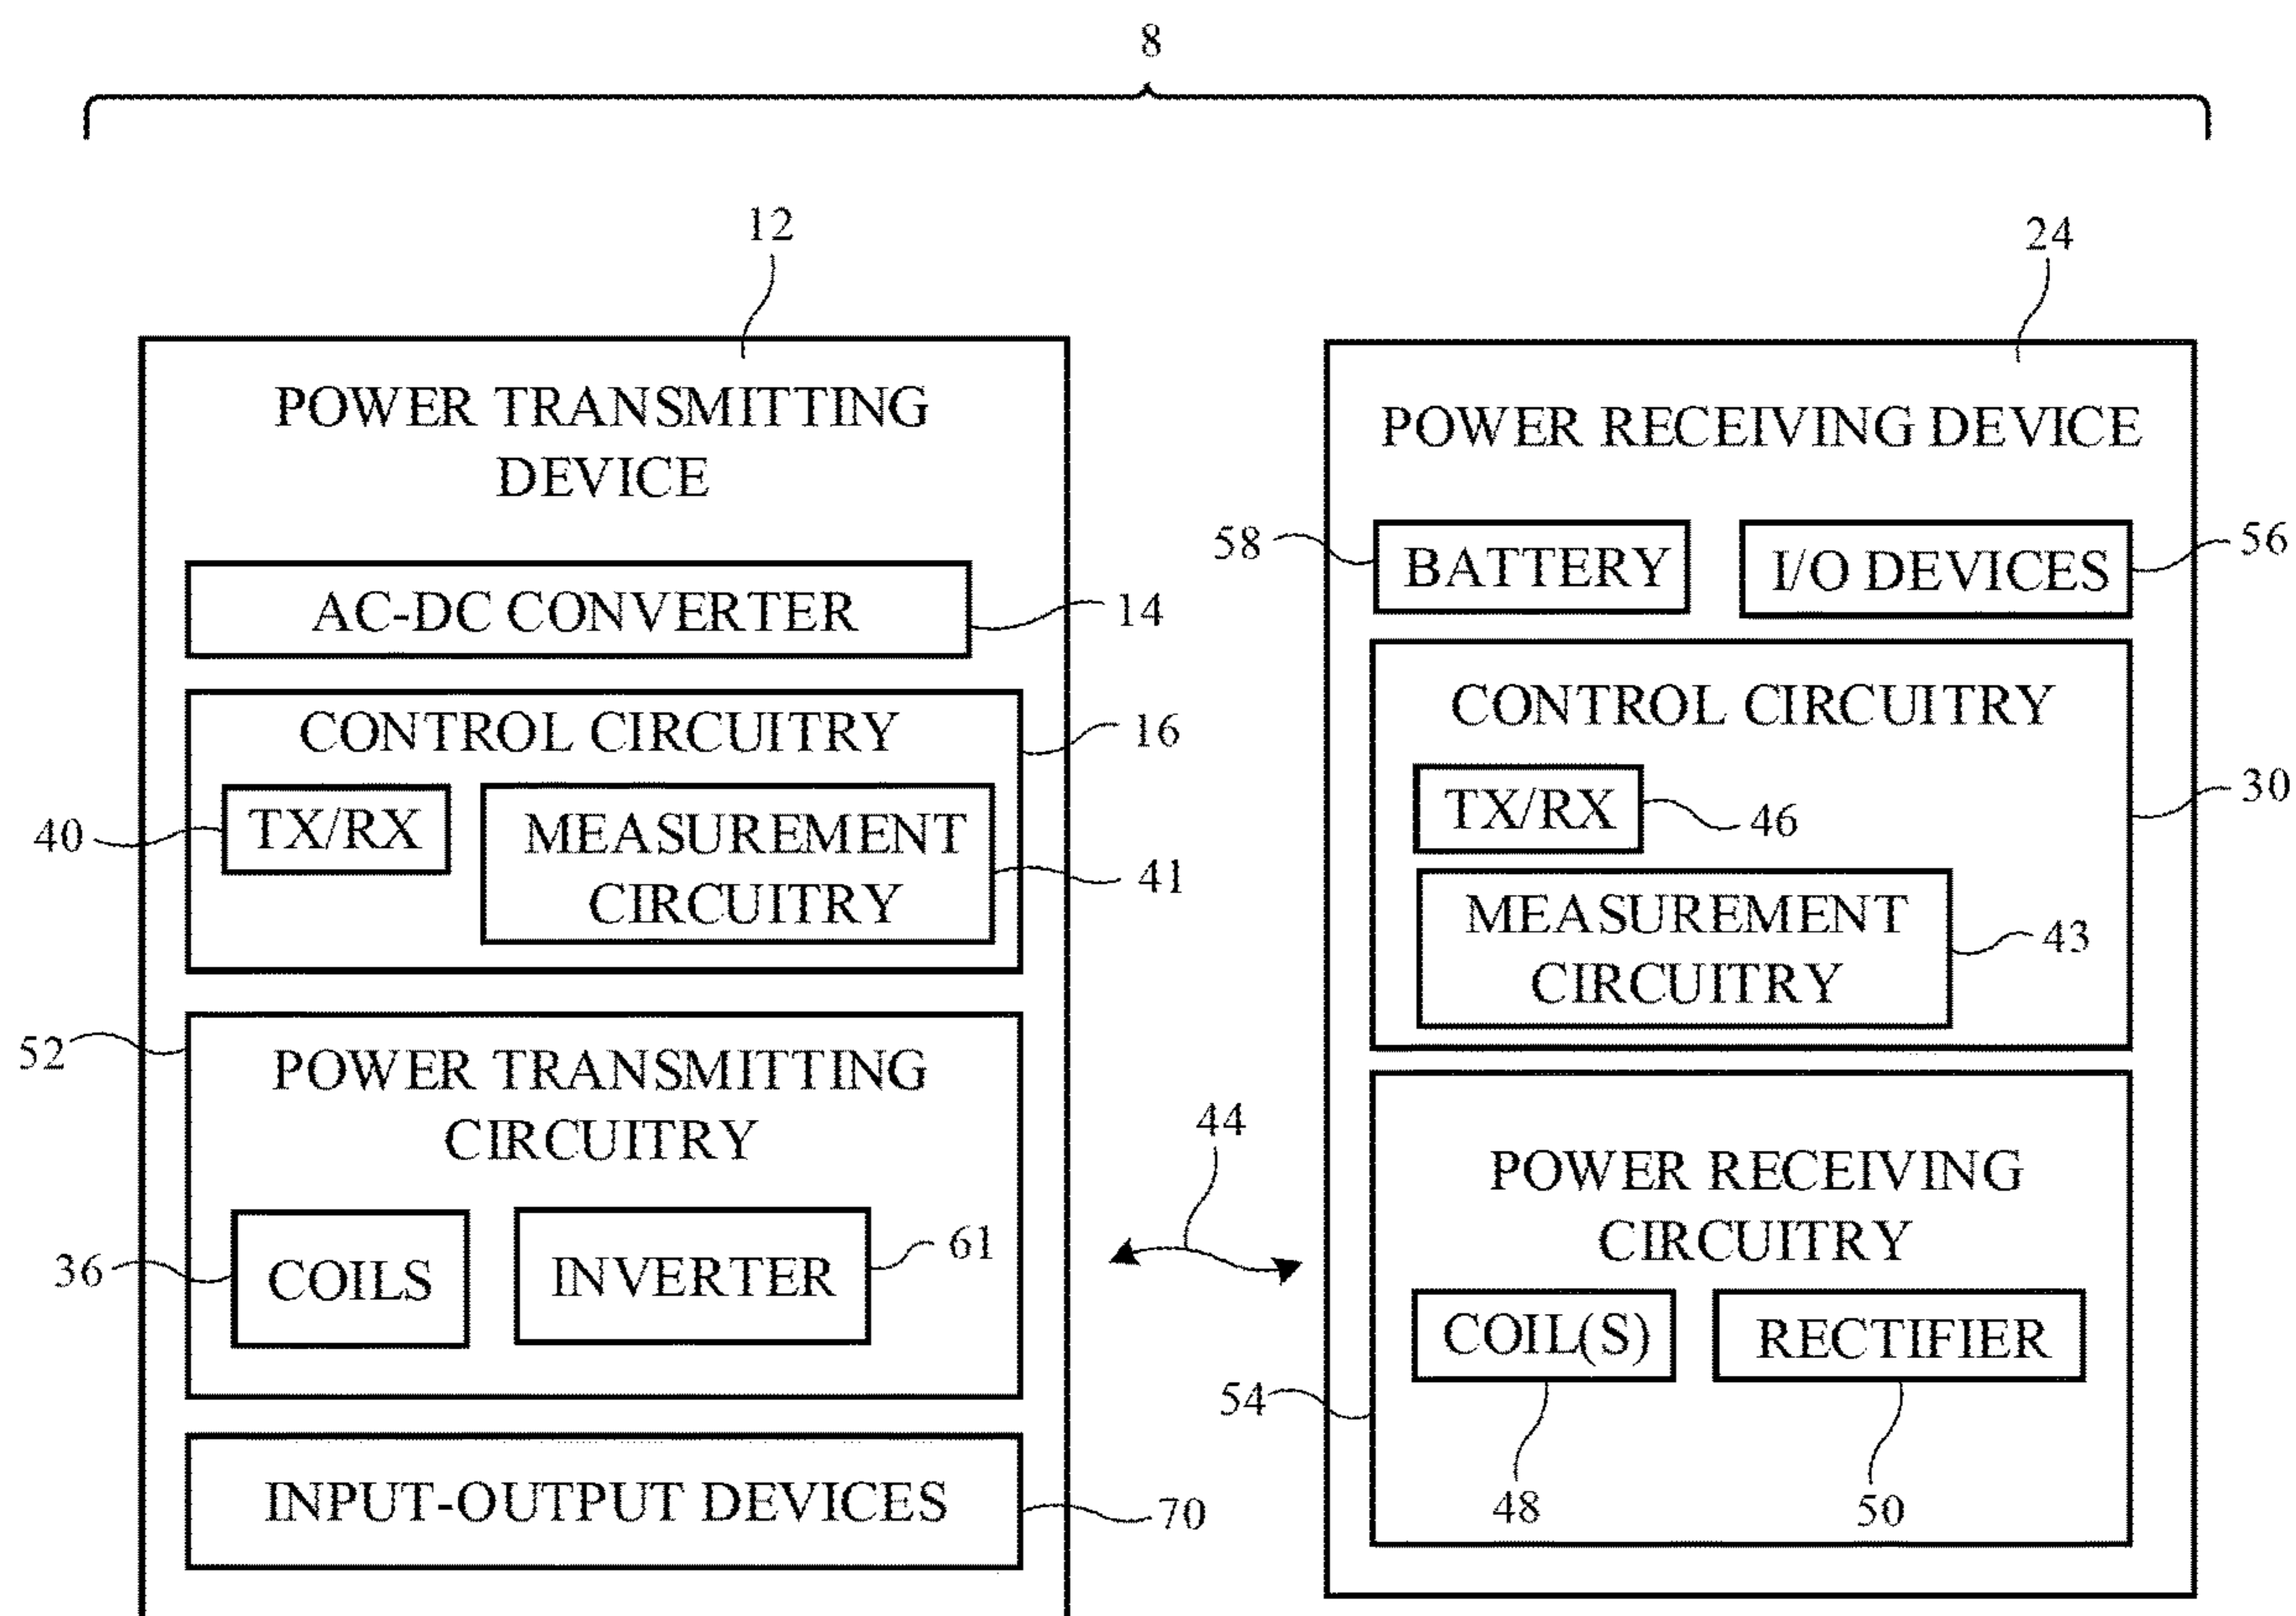 8
12
POWER TRANSMITTING
DEVICE
AC-DC CONVERTER
14
CONTROL CIRCUITRY
16
TX/RX
40
MEASUREMENT
CIRCUITRY
41
52
POWER TRANSMITTING
CIRCUITRY
36
COILS
INVERTER
61
INPUT-OUTPUT DEVICES
70
44
24
POWER RECEIVING DEVICE
58
BATTERY
I/O DEVICES
56
CONTROL CIRCUITRY
30
TX/RX
46
MEASUREMENT
CIRCUITRY
43
POWER RECEIVING
CIRCUITRY
COIL(S)
RECTIFIER
54
48
50